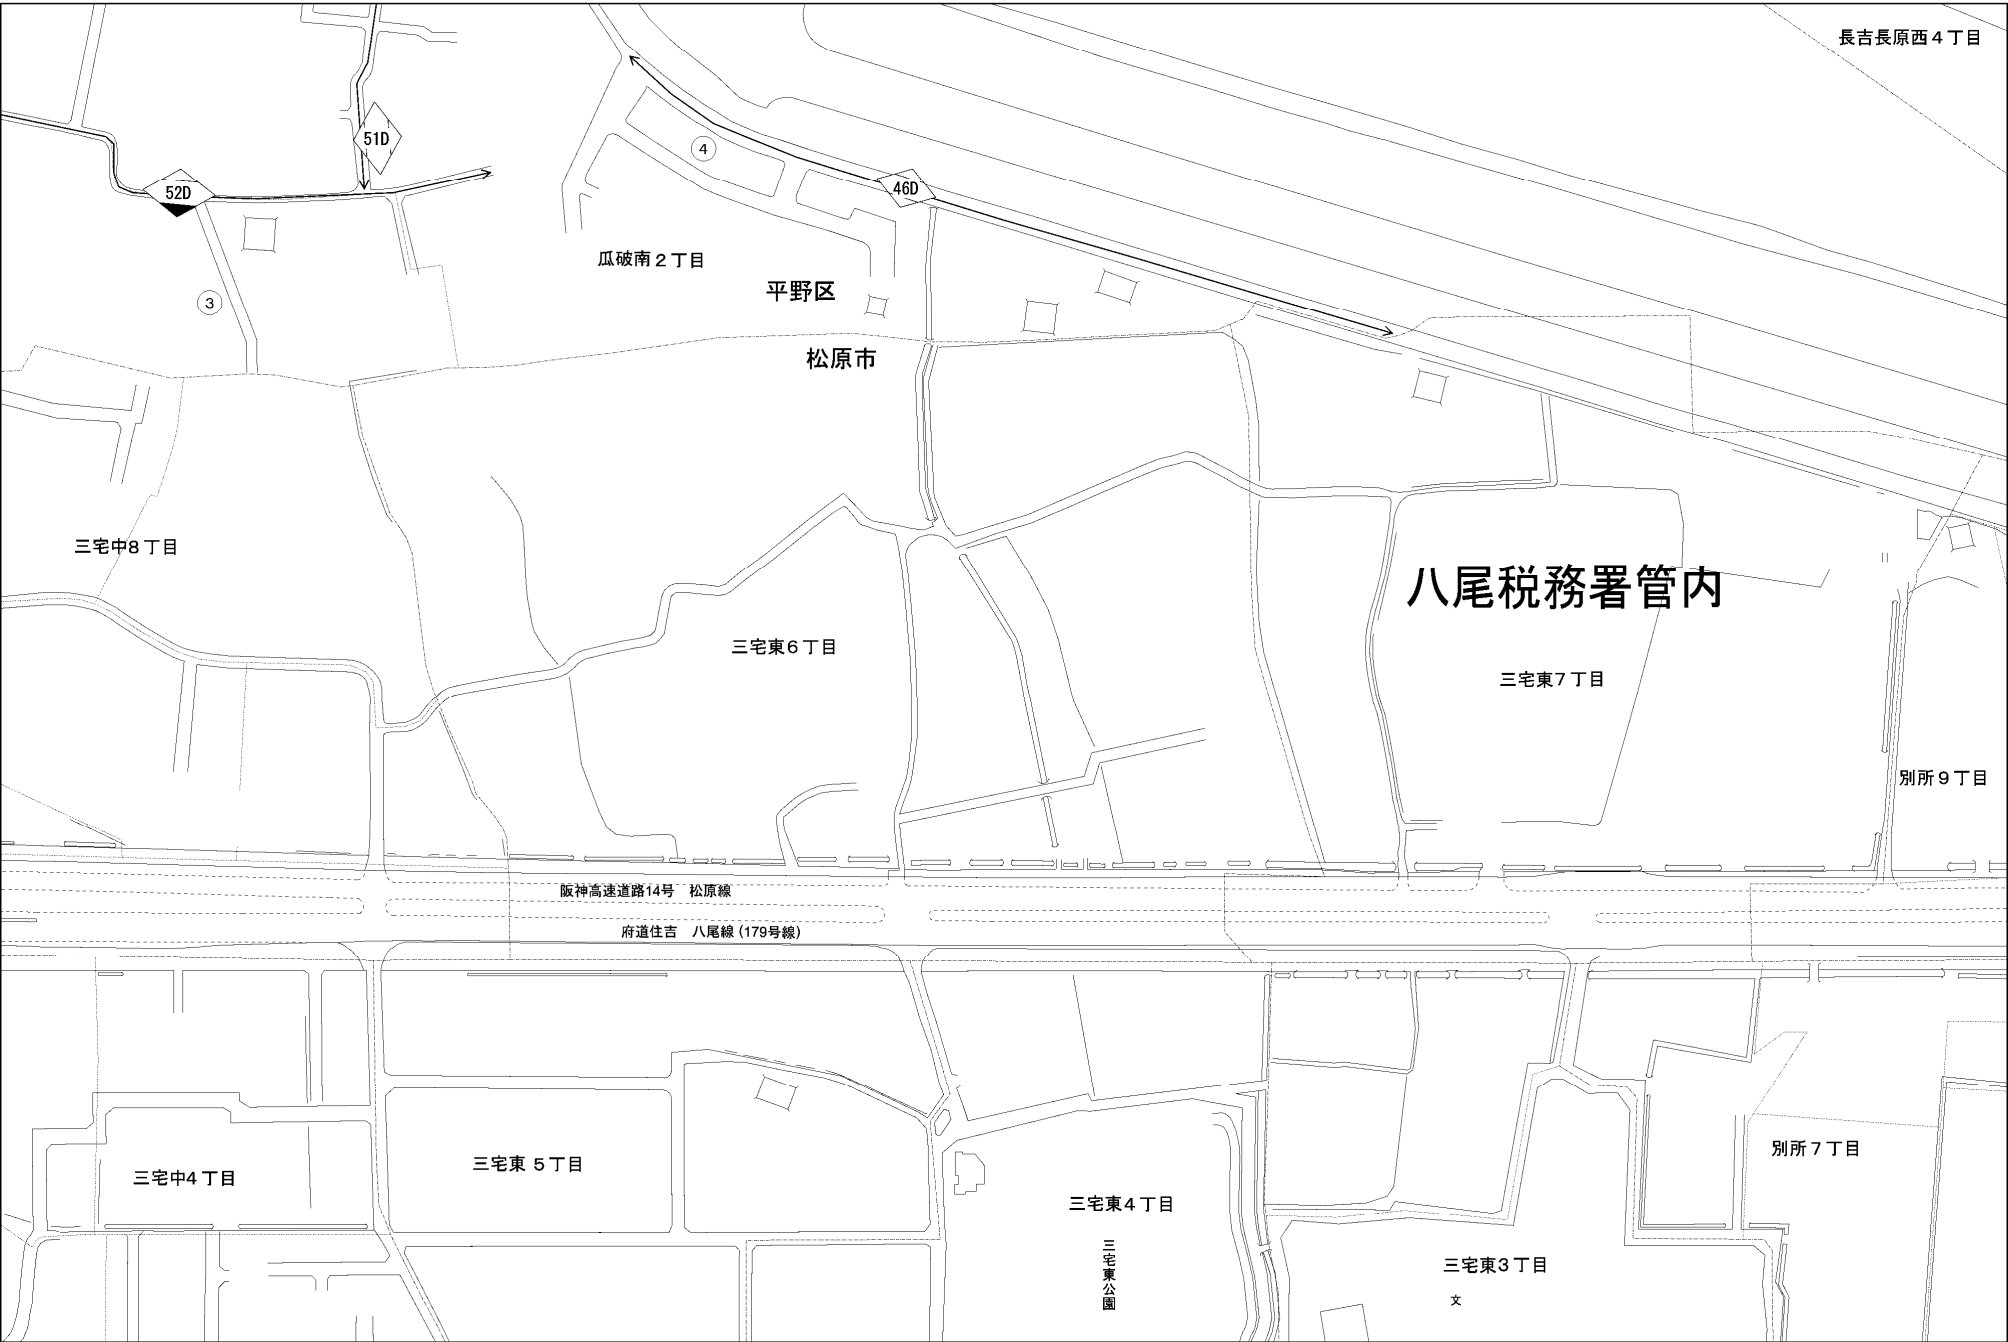 長吉長原西4丁目
51D
④
52D
46D
瓜破南2丁目
平野区
③
松原市
三宅中8丁目
八尾税務署管内
三宅東6丁目
三宅東7丁目
別所9丁目
阪神高速道路14号 松原線
府道住吉 八尾線(179号線)
別所7丁目
三宅東5丁目
三宅中4丁目
三宅東4丁目
三宅東公園
三宅東3丁目
文